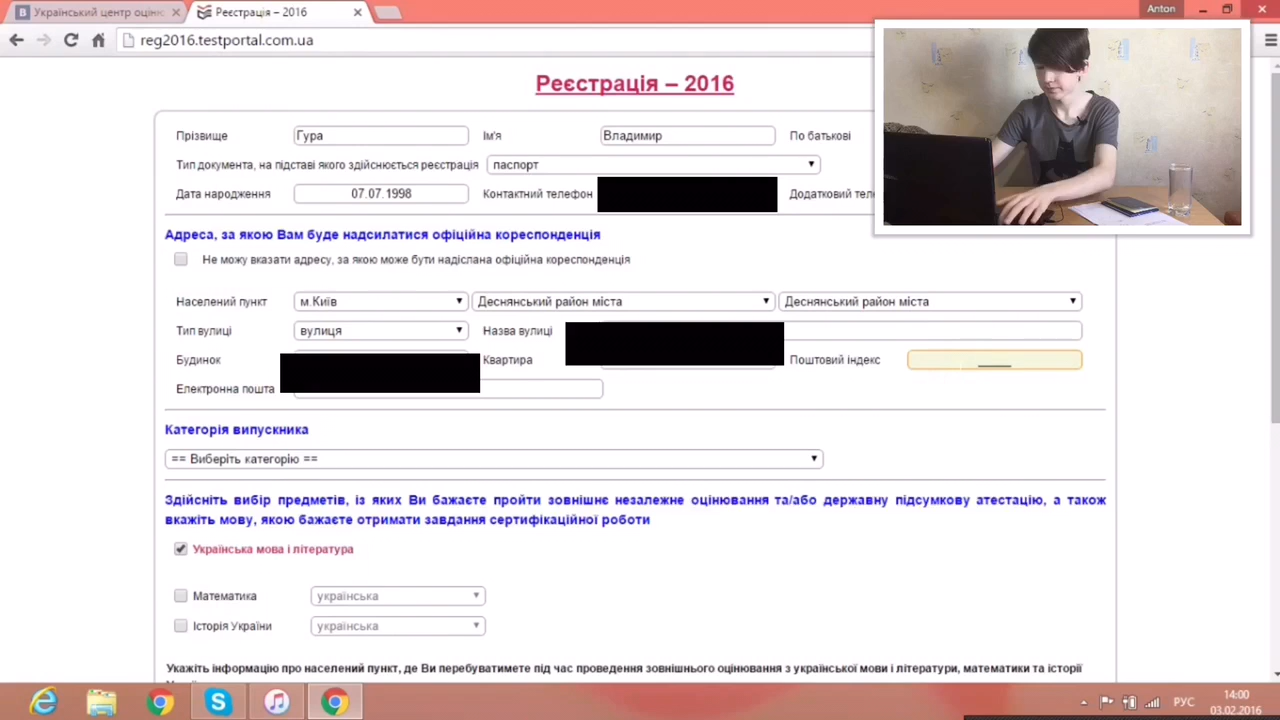 Український центр оціню
Реєстрація – 2016
Anton
reg2016.testportal.com.ua
Реєстрація – 2016
Прізвище Гура Ім'я Владимир По батькові
Тип документа, на підставі якого здійснюється реєстрація паспорт
Дата народження 07.07.1998 Контактний телефон Додатковий тел
Адреса, за якою Вам буде надсилатися офіційна кореспонденція
Не можу вказати адресу, за якою може бути надіслана офіційна кореспонденція
Населений пункт м.Київ Деснянський район міста Деснянський район міста
Тип вулиці вулиця Назва вулиці
Будинок Квартира Поштовий індекс
Електронна пошта
Категорія випускника
== Виберіть категорію ==
Здійсніть вибір предметів, із яких Ви бажаєте пройти зовнішнє незалежне оцінювання та/або державну підсумкову атестацію, а також
вкажіть мову, якою бажаєте отримати завдання сертифікаційної роботи
Українська мова і література
Математика українська
Історія України українська
Укажіть інформацію про населений пункт, де Ви перебуватимете під час проведення зовнішнього оцінювання з української мови і літератури, математики та історії
РУС
14:00
03.02.2016